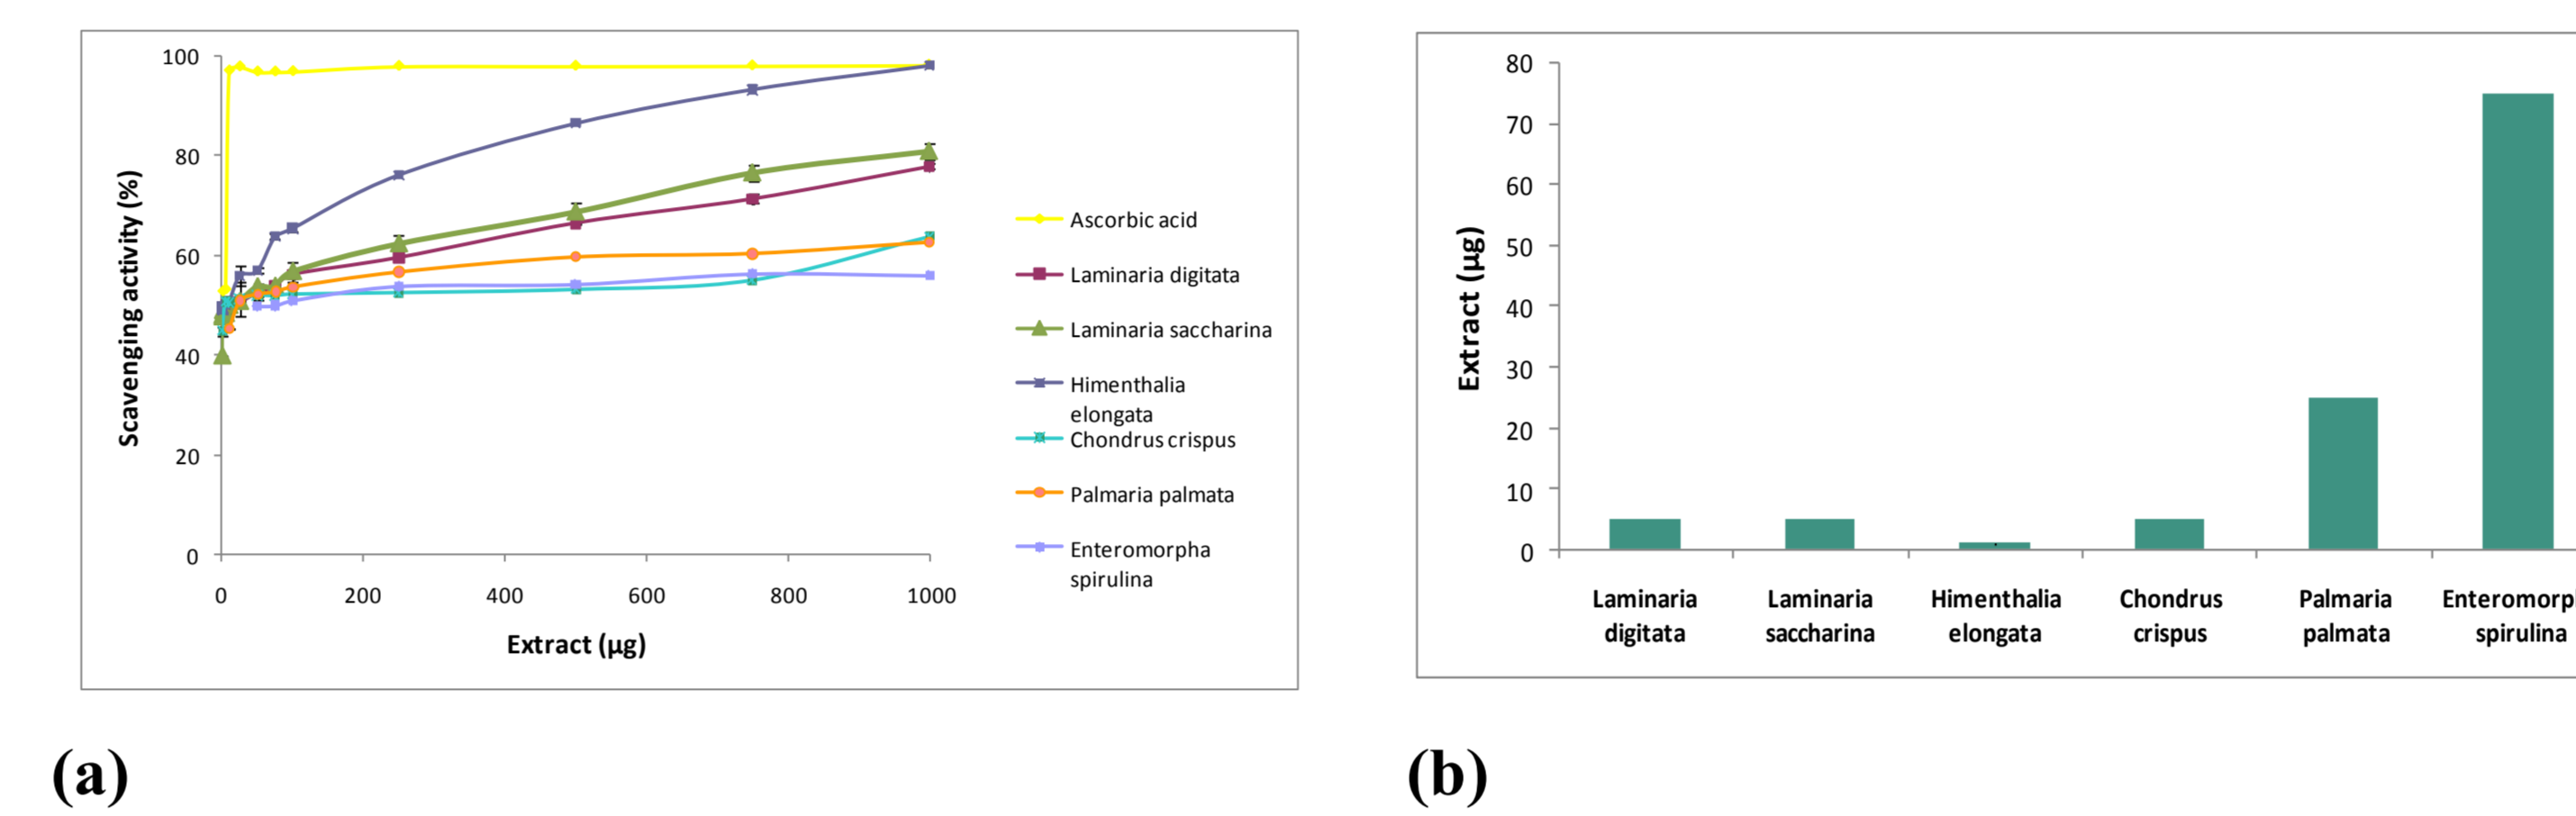 100
80
60
40
20
0
Scavenging activity (%)
0 200 400 600 800 1000
Extract (µg)
Ascorbic acid
Laminaria digitata
Laminaria saccharina
Himenthalia
elongata
Chondrus crispus
Palmaria palmata
Enteromorpha
spirulina
(a)
80
70
60
50
40
30
20
10
0
Extract (µg)
Laminaria
digitata
Laminaria
saccharina
Himenthalia
elongata
Chondrus
crispus
Palmaria
palmata
spirulina
(b)